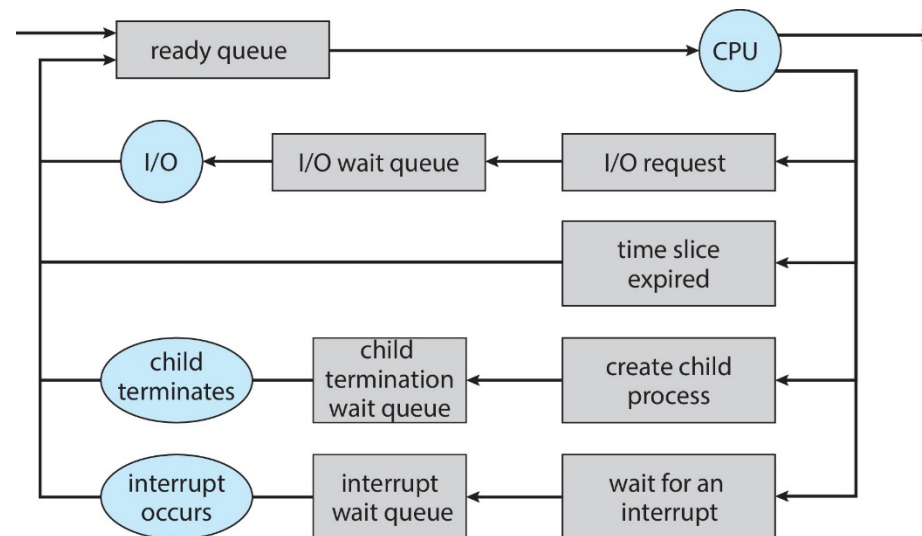 ready queue
CPU
I/O
I/O wait queue
I/O request
time slice
expired
child
terminates
child
termination
wait queue
create child
process
interrupt
occurs
interrupt
wait queue
wait for an
interrupt